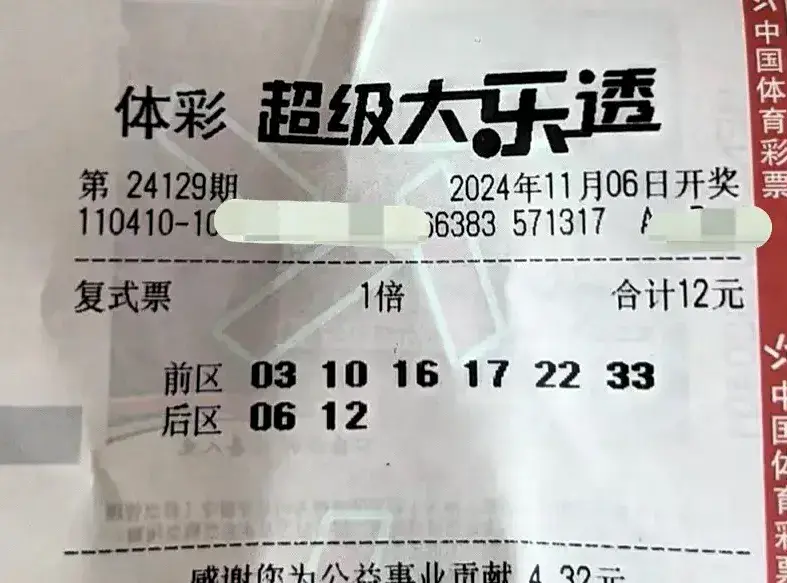 体彩 超级大乐透
第 24129期 2024年11月06日开奖
110410-10 66383 571317
复式票 1倍 合计12元
前区 03 10 16 17 22 33
后区 06 12
感谢您为公益事业贡献 4.32元
中国体育彩票
中国体育彩票